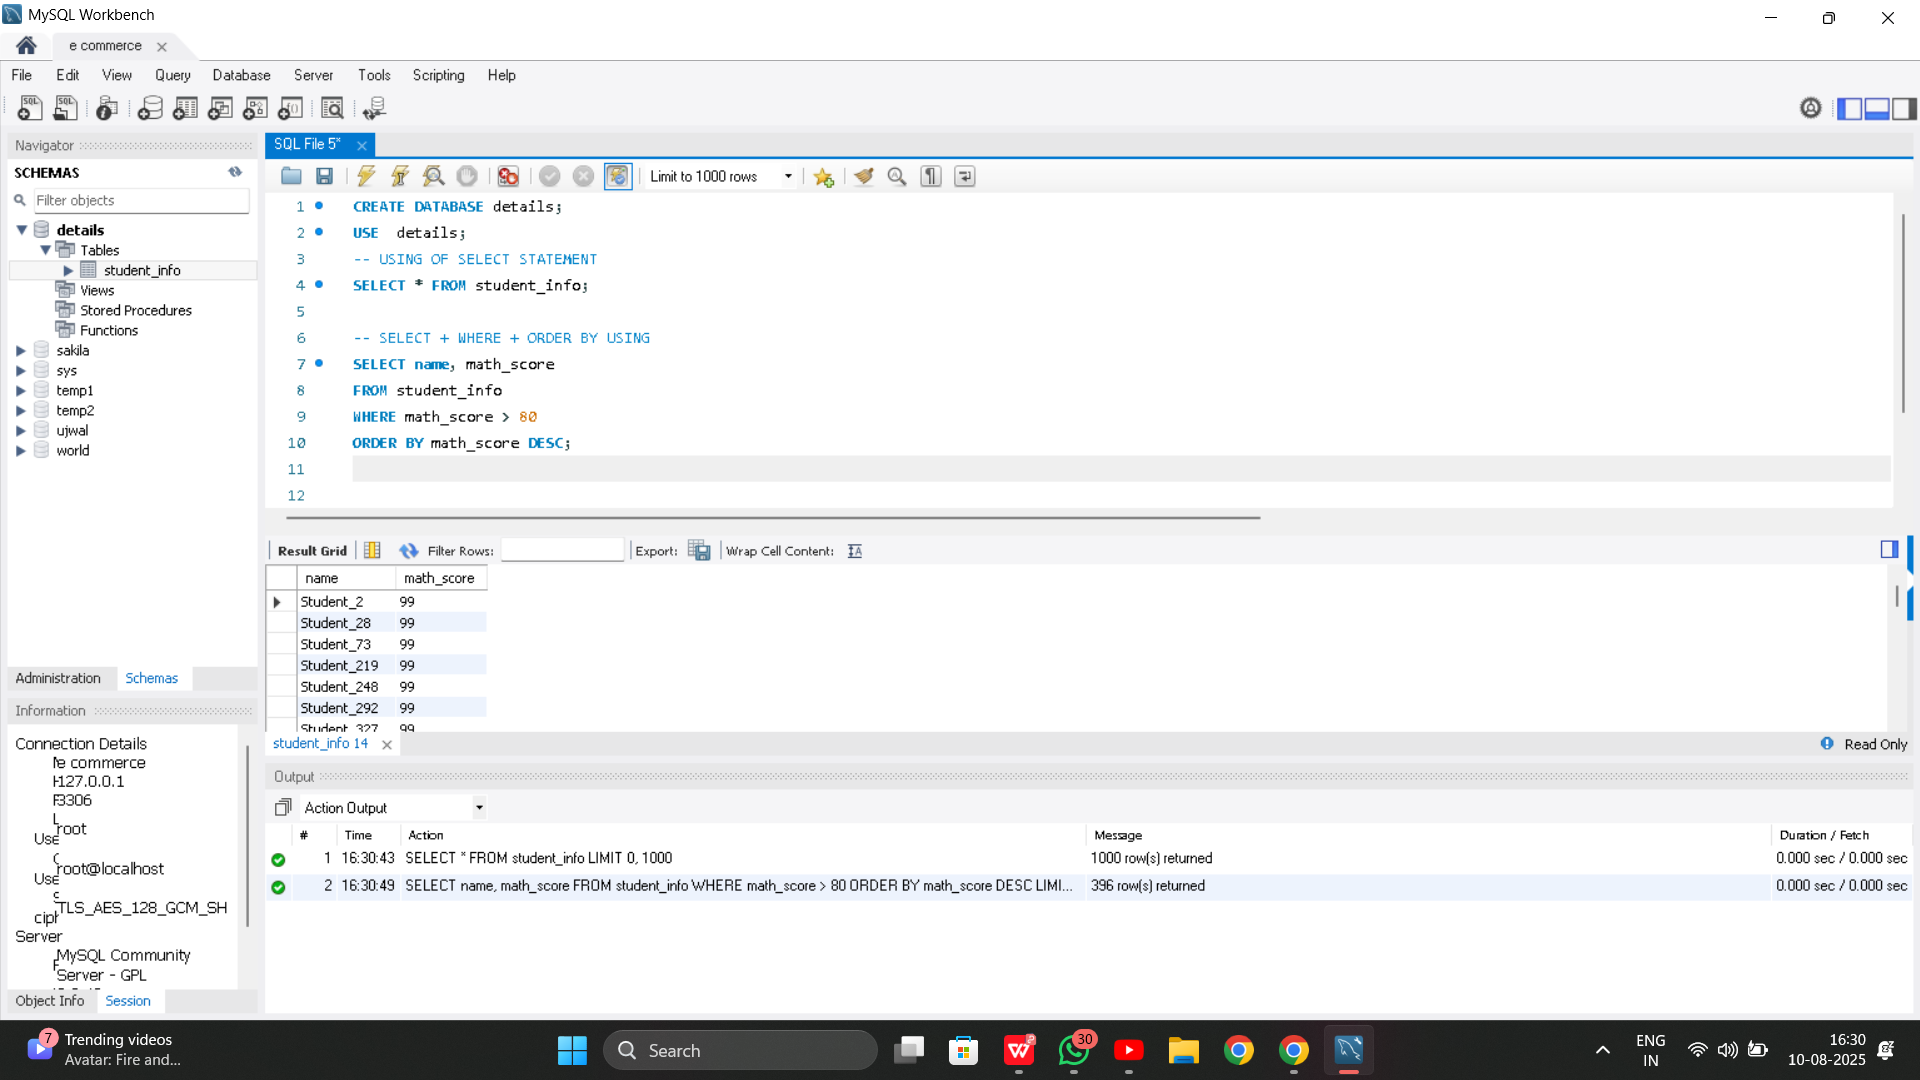 MySQL Workbench
e commerce
File Edit View Query Database Server Tools Scripting Help
Navigator
SCHEMAS
Filter objects
details
Tables
student_info
Views
Stored Procedures
Functions
sakila
sys
temp1
temp2
ujwal
world
Administration Schemas
Information
Connection Details
e commerce
127.0.0.1
3306
root
Use
root@localhost
Use
TLS_AES_128_GCM_SH
Server
MySQL Community
Server - GPL
Object Info Session
SQL File 5*
Limit to 1000 rows
1 CREATE DATABASE details;
2 USE details;
3 -- USING OF SELECT STATEMENT
4 SELECT * FROM student_info;
5
6 -- SELECT + WHERE + ORDER BY USING
7 SELECT name, math_score
8 FROM student_info
9 WHERE math_score > 80
10 ORDER BY math_score DESC;
11
12
Result Grid Filter Rows: Export: Wrap Cell Content:
name math_score
Student_2 99
Student_28 99
Student_73 99
Student_219 99
Student_248 99
Student_292 99
Student_327 99
student_info 14
Read Only
Output
Action Output
# Time Action Message Duration / Fetch
1 16:30:43 SELECT * FROM student_info LIMIT 0, 1000 1000 row(s) returned 0.000 sec / 0.000 sec
2 16:30:49 SELECT name, math_score FROM student_info WHERE math_score > 80 ORDER BY math_score DESC LIMI... 396 row(s) returned 0.000 sec / 0.000 sec
7
Trending videos
Avatar: Fire and...
Search
30
ENG
IN
16:30
10-08-2025